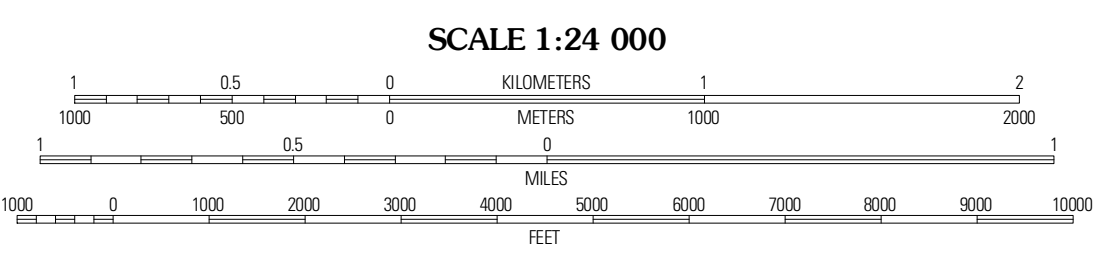 SCALE 1:24 000
1 0.5 0 KILOMETERS 1 2
1000 500 0 METERS 1000 2000
1 0.5 0 1
MILES
1000 0 1000 2000 3000 4000 5000 6000 7000 8000 9000 10000
FEET